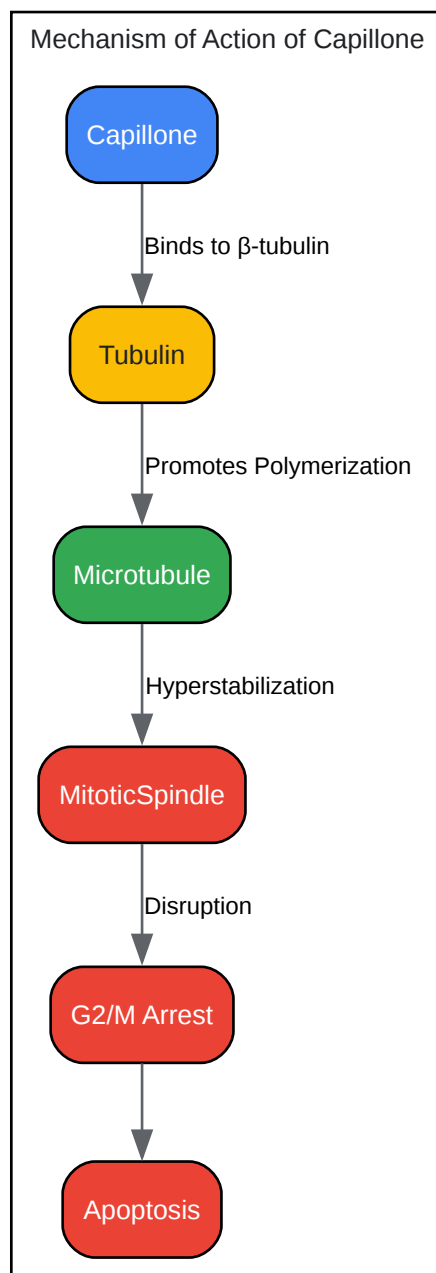 Mechanism of Action of Capillone
Capillone
Binds to β-tubulin
Tubulin
Promotes Polymerization
Microtubule
Hyperstabilization
MitoticSpindle
Disruption
G2/M Arrest
Apoptosis